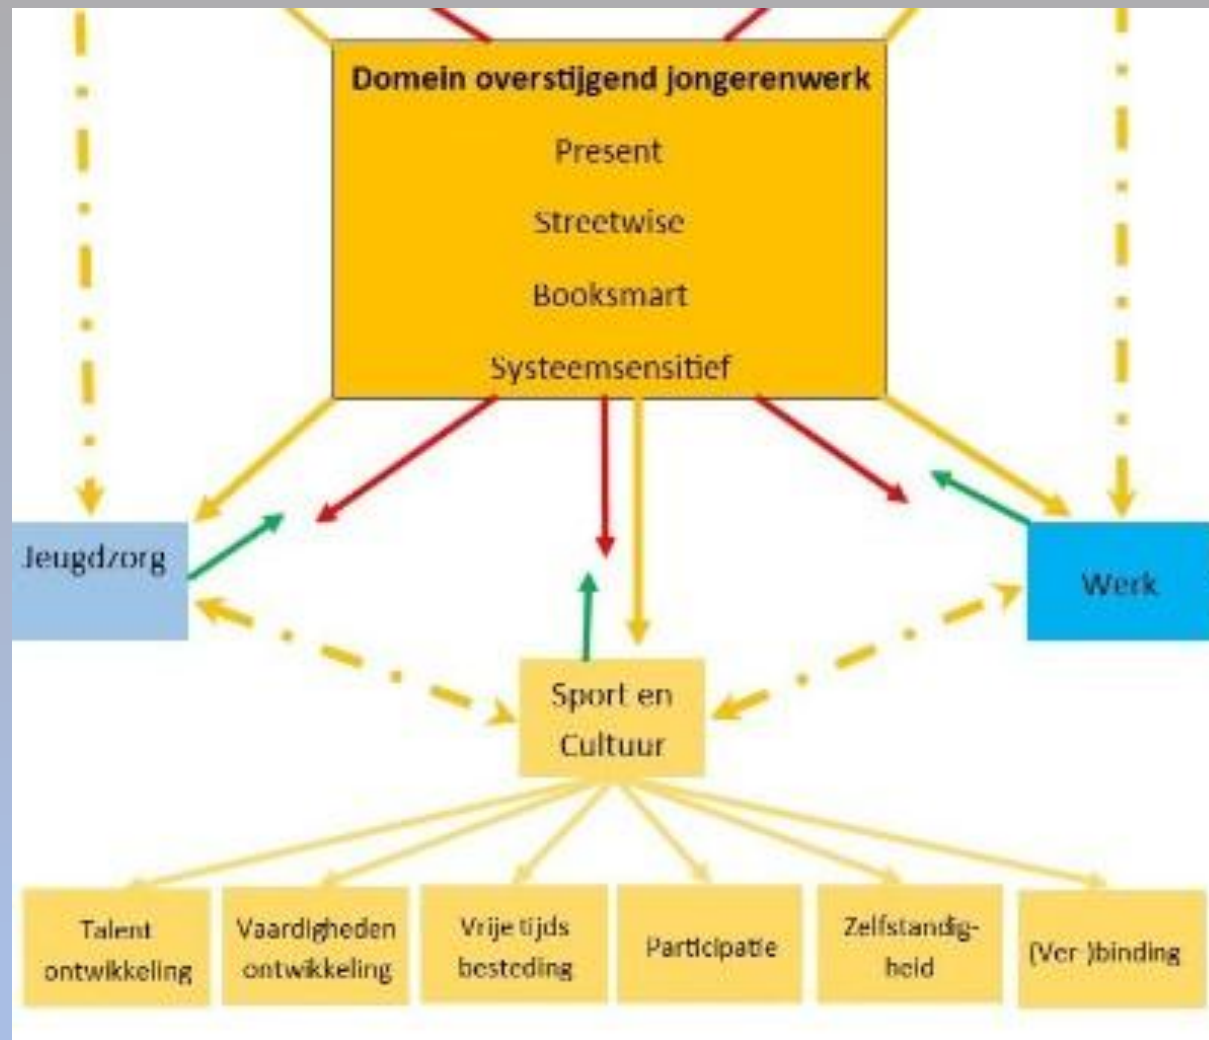 Domein overstijgend jongerenwerk
Present
Streetwise
Booksmart
Systeemsensitief
Jeugdzorg
Werk
Sport en
Cultuur
Talent
ontwikkeling
Vaardigheden
ontwikkeling
Vrije tijds
besteding
Participatie
Zelfstandig-
heid
(Ver-)binding